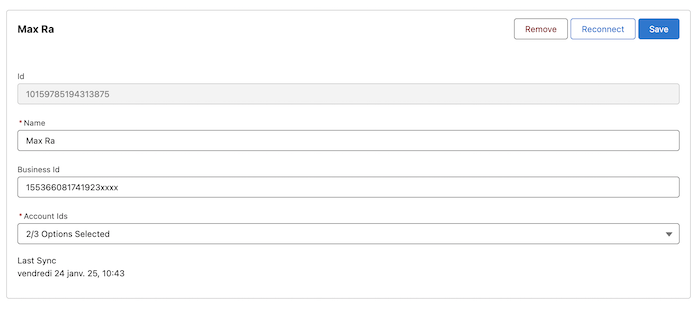 Max Ra
Remove
Reconnect
Save
Id
10159785194313875
* Name
Max Ra
Business Id
155366081741923xxxx
* Account Ids
2/3 Options Selected
Last Sync
vendredi 24 janv. 25, 10:43